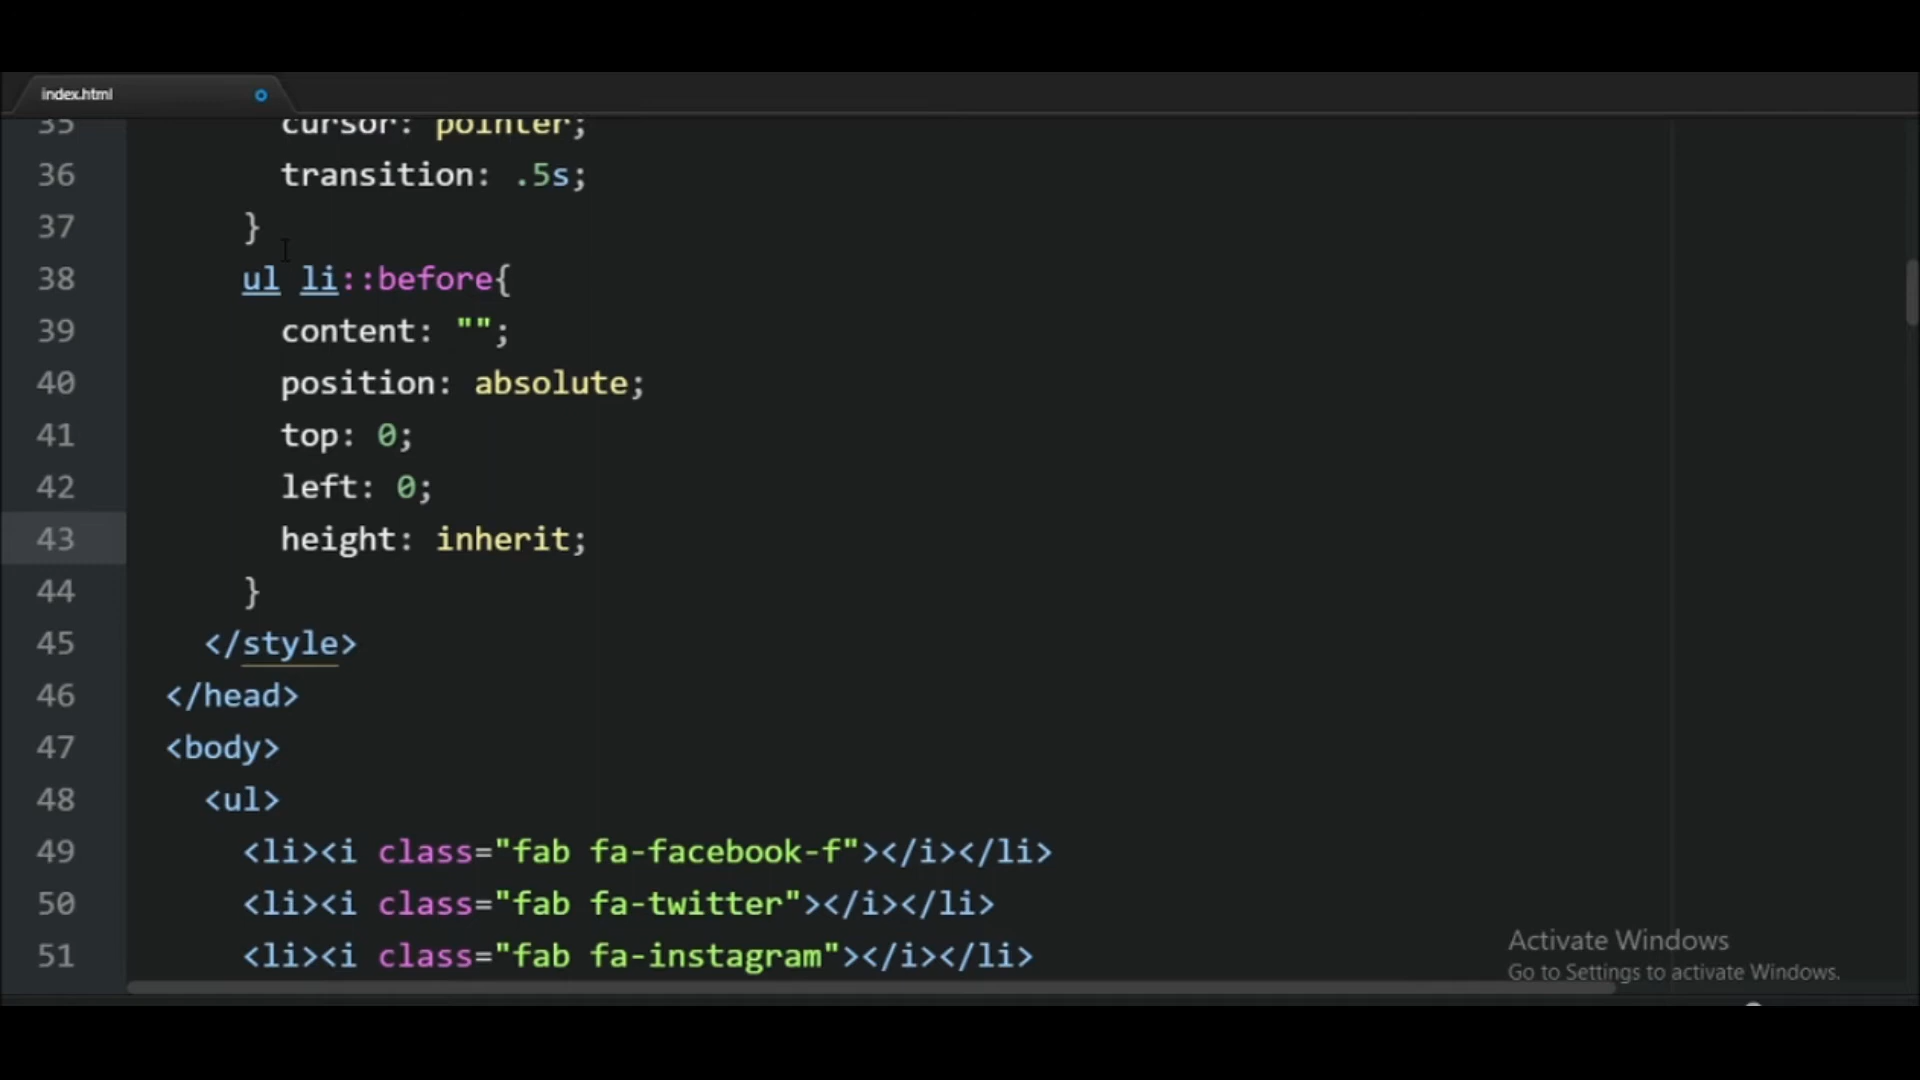 index.html
35 cursor: pointer;
36 transition: .5s;
37 }
38 ul li::before{
39 content: "";
40 position: absolute;
41 top: 0;
42 left: 0;
43 height: inherit;
44 }
45 </style>
46 </head>
47 <body>
48 <ul>
49 <li><i class="fab fa-facebook-f"></i></li>
50 <li><i class="fab fa-twitter"></i></li>
51 <li><i class="fab fa-instagram"></i></li>
Activate Windows
Go to Settings to activate Windows.